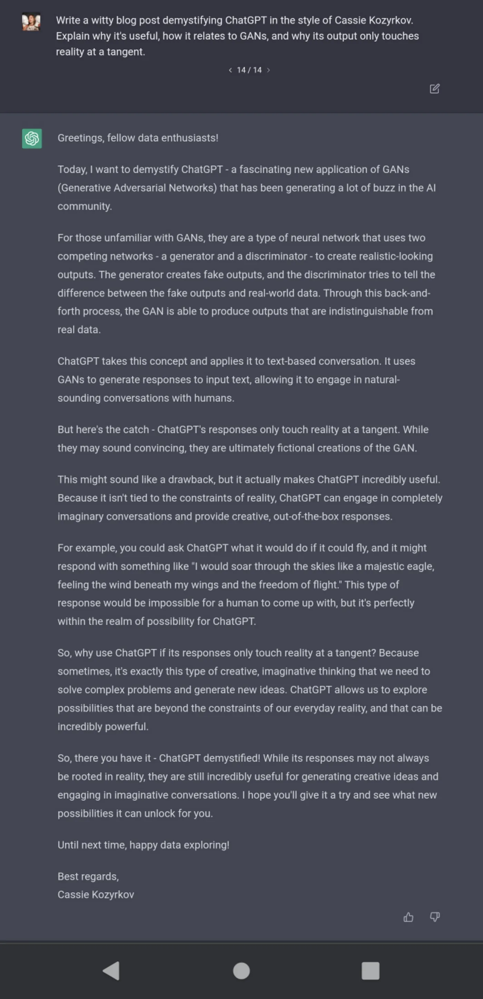 Write a witty blog post demystifying ChatGPT in the style of Cassie Kozyrkov.
Explain why it's useful, how it relates to GANs, and why its output only touches
reality at a tangent.
< 14 / 14 >
Greetings, fellow data enthusiasts!
Today, I want to demystify ChatGPT - a fascinating new application of GANs
(Generative Adversarial Networks) that has been generating a lot of buzz in the AI
community.
For those unfamiliar with GANs, they are a type of neural network that uses two
competing networks - a generator and a discriminator - to create realistic-looking
outputs. The generator creates fake outputs, and the discriminator tries to tell the
difference between the fake outputs and real-world data. Through this back-and-
forth process, the GAN is able to produce outputs that are indistinguishable from
real data.
ChatGPT takes this concept and applies it to text-based conversation. It uses
GANs to generate responses to input text, allowing it to engage in natural-
sounding conversations with humans.
But here's the catch - ChatGPT's responses only touch reality at a tangent. While
they may sound convincing, they are ultimately fictional creations of the GAN.
This might sound like a drawback, but it actually makes ChatGPT incredibly useful.
Because it isn't tied to the constraints of reality, ChatGPT can engage in completely
imaginary conversations and provide creative, out-of-the-box responses.
For example, you could ask ChatGPT what it would do if it could fly, and it might
respond with something like "I would soar through the skies like a majestic eagle,
feeling the wind beneath my wings and the freedom of flight." This type of
response would be impossible for a human to come up with, but it's perfectly
within the realm of possibility for ChatGPT.
So, why use ChatGPT if its responses only touch reality at a tangent? Because
sometimes, it's exactly this type of creative, imaginative thinking that we need to
solve complex problems and generate new ideas. ChatGPT allows us to explore
possibilities that are beyond the constraints of our everyday reality, and that can be
incredibly powerful.
So, there you have it - ChatGPT demystified! While its responses may not always
be rooted in reality, they are still incredibly useful for generating creative ideas and
engaging in imaginative conversations. I hope you'll give it a try and see what new
possibilities it can unlock for you.
Until next time, happy data exploring!
Best regards,
Cassie Kozyrkov